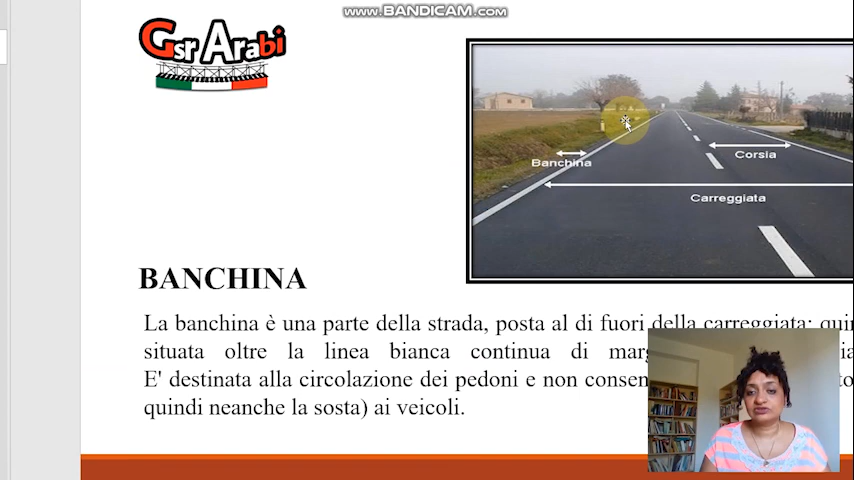 www.BANDICAM.com
Gsr Arabi
Banchina
Corsia
Carreggiata
BANCHINA
La banchina è una parte della strada, posta al di fuori della carreggiata; quin
situata oltre la linea bianca continua di mar
E' destinata alla circolazione dei pedoni e non consen
quindi neanche la sosta) ai veicoli.